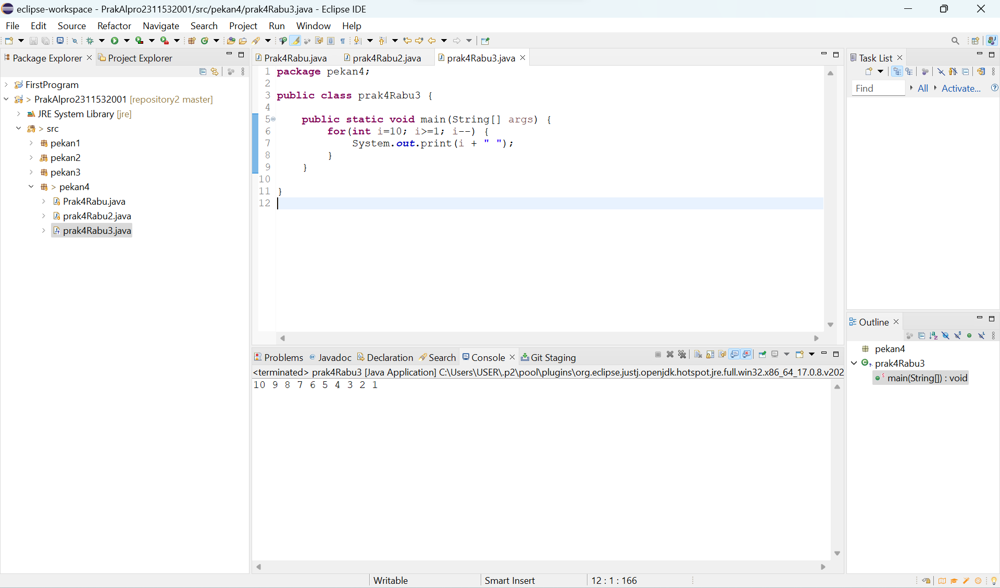 eclipse-workspace - PrakAlpro2311532001/src/pekan4/prak4Rabu3.java - Eclipse IDE
File Edit Source Refactor Navigate Search Project Run Window Help
Package Explorer Project Explorer
FirstProgram
> PrakAlpro2311532001 [repository2 master]
JRE System Library [jre]
> src
pekan1
pekan2
pekan3
> pekan4
Prak4Rabu.java
prak4Rabu2.java
prak4Rabu3.java
Prak4Rabu.java prak4Rabu2.java prak4Rabu3.java
1 package pekan4;
2
3 public class prak4Rabu3 {
4
5 public static void main(String[] args) {
6 for(int i=10; i>=1; i--) {
7 System.out.print(i + " ");
8 }
9 }
10
11 }
12
Problems Javadoc Declaration Search Console Git Staging
<terminated> prak4Rabu3 [Java Application] C:\Users\USER\.p2\pool\plugins\org.eclipse.justj.openjdk.hotspot.jre.full.win32.x86_64_17.0.8.v202
10 9 8 7 6 5 4 3 2 1
Task List
Find All Activate...
Outline
pekan4
prak4Rabu3
main(String[]) : void
Writable Smart Insert 12 : 1 : 166